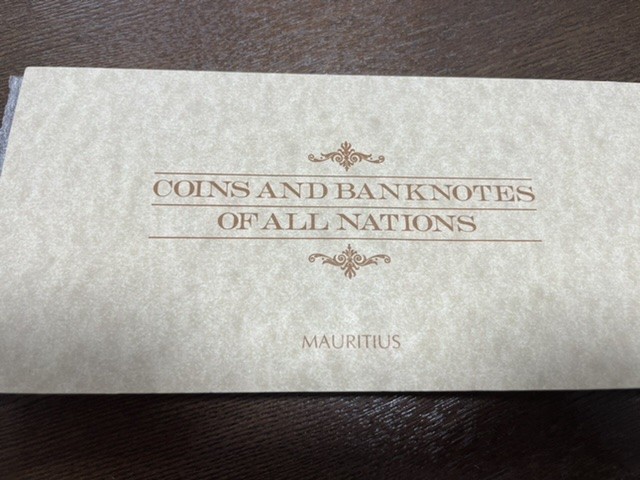 COINS AND BANKNOTES
OF ALL NATIONS
MAURITIUS